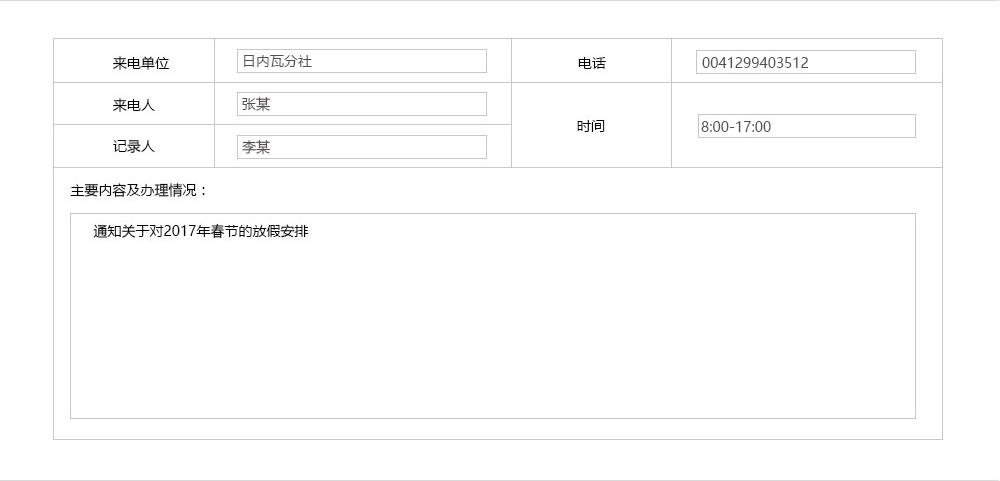 来电单位 日内瓦分社 电话 0041299403512
来电人 张某
时间 8:00-17:00
记录人 李某
主要内容及办理情况：
通知关于对2017年春节的放假安排